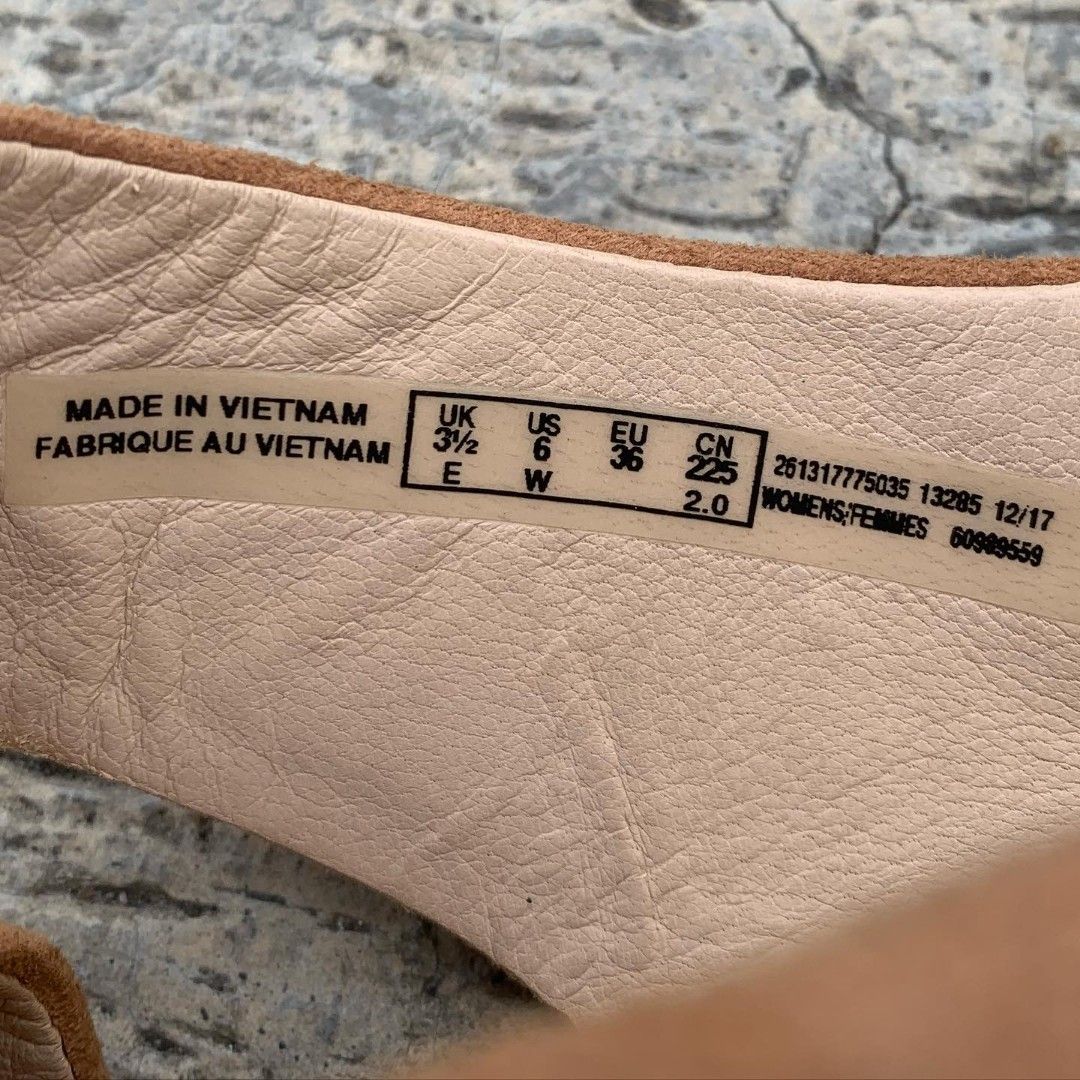 MADE IN VIETNAM
FABRIQUE AU VIETNAM
UK US EU CN
3½ 6 36 225
E W 2.0
261317775035 13285 12/17
WOMENS/FEMMES 60989559